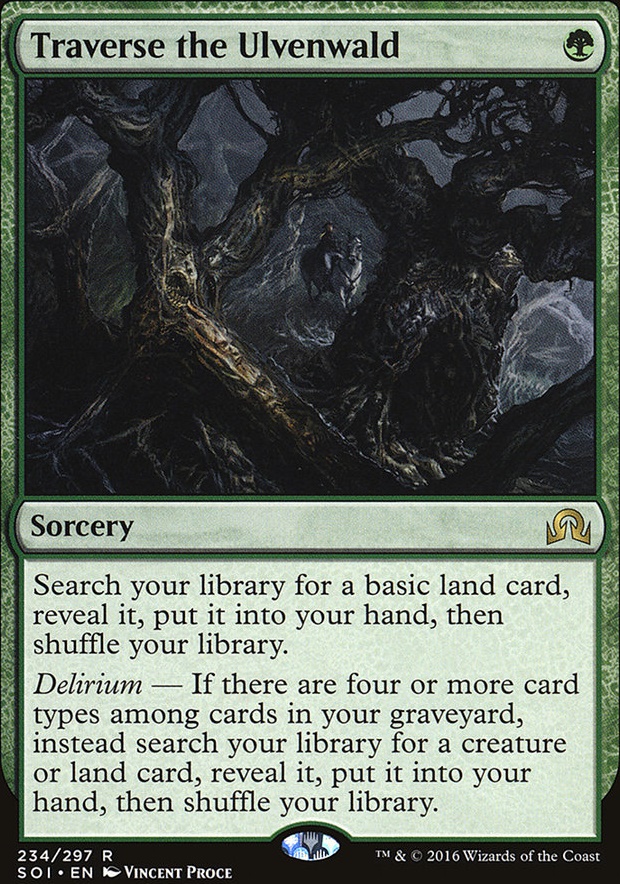 Traverse the Ulvenwald
Sorcery
Search your library for a basic land card,
reveal it, put it into your hand, then
shuffle your library.
Delirium — If there are four or more card
types among cards in your graveyard,
instead search your library for a creature
or land card, reveal it, put it into your
hand, then shuffle your library.
234/297 R
SOI • EN Vincent Proce
™ & © 2016 Wizards of the Coast